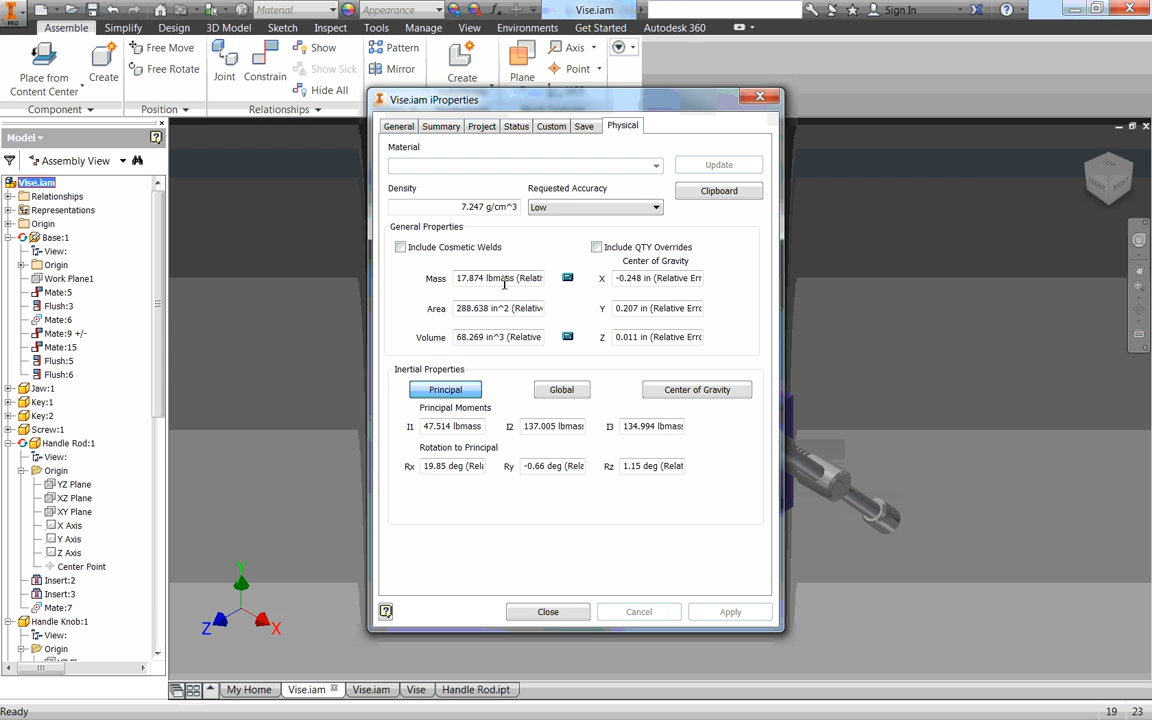 PRO
Material
Appearance
Vise.iam
Sign In
Assemble
Simplify
Design
3D Model
Sketch
Inspect
Tools
Manage
View
Environments
Get Started
Autodesk 360
Place from
Content Center
Create
Free Move
Free Rotate
Joint
Constrain
Show
Show Sick
Hide All
Pattern
Mirror
Create
Plane
Axis
Point
Component
Position
Relationships
Model
Assembly View
Vise.iam
Relationships
Representations
Origin
Base:1
View:
Origin
Work Plane1
Mate:5
Flush:3
Mate:6
Mate:9 +/-
Mate:15
Flush:5
Flush:6
Jaw:1
Key:1
Key:2
Screw:1
Handle Rod:1
View:
Origin
YZ Plane
XZ Plane
XY Plane
X Axis
Y Axis
Z Axis
Center Point
Insert:2
Insert:3
Mate:7
Handle Knob:1
View:
Origin
Vise.iam iProperties
General
Summary
Project
Status
Custom
Save
Physical
Material
Update
Density
Requested Accuracy
Clipboard
7.247 g/cm^3
Low
General Properties
Include Cosmetic Welds
Include QTY Overrides
Center of Gravity
Mass
17.874 lbmass (Relati
X
-0.248 in (Relative Err
Area
288.638 in^2 (Relative
Y
0.207 in (Relative Erro
Volume
68.269 in^3 (Relative
Z
0.011 in (Relative Erro
Inertial Properties
Principal
Global
Center of Gravity
Principal Moments
I1
47.514 lbmass
I2
137.005 lbmass
I3
134.994 lbmass
Rotation to Principal
Rx
19.85 deg (Rela
Ry
-0.66 deg (Rela
Rz
1.15 deg (Relat
Close
Cancel
Apply
FRONT
RIGHT
Y
Z
X
My Home
Vise.iam
Vise.iam
Vise
Handle Rod.ipt
Ready
19
23